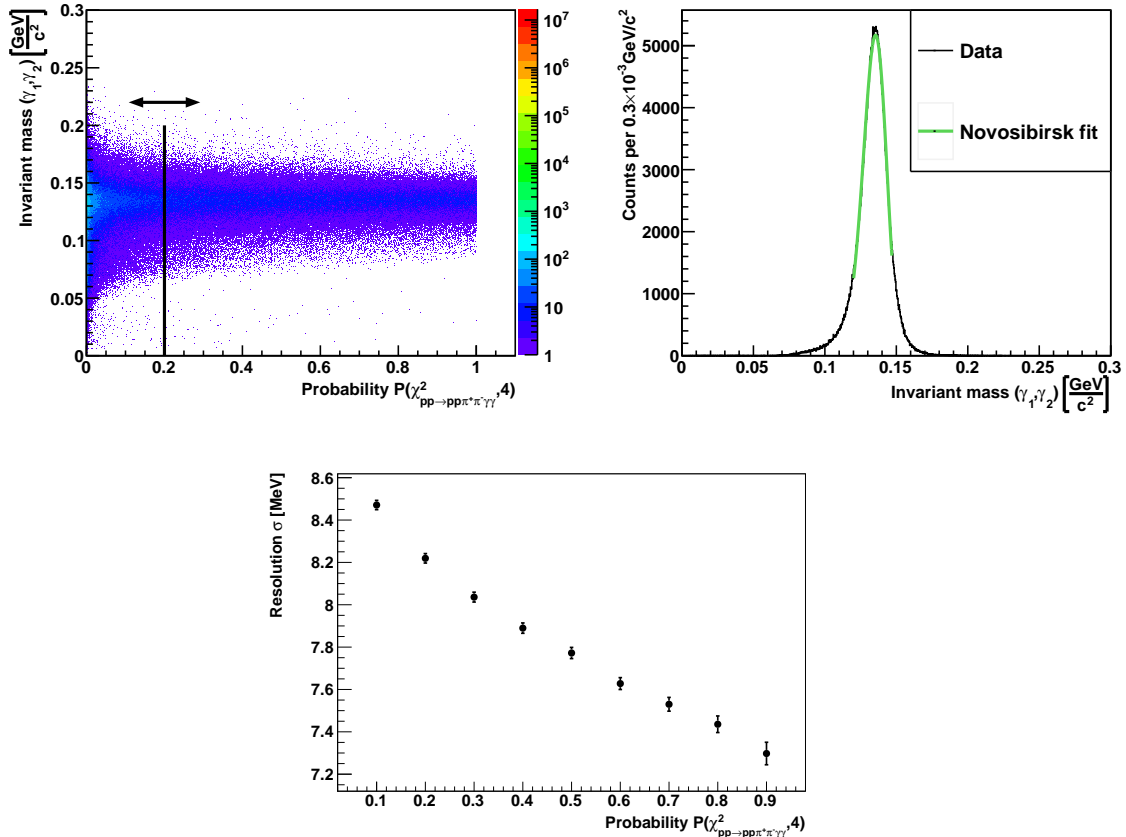 Invariant mass (γ1,γ2) [GeV/c²]
0.3
0.25
0.2
0.15
0.1
0.05
0
0 0.2 0.4 0.6 0.8 1
Probability P(χ²pp→ppπ⁺π⁻γγ,4)
10⁷
10⁶
10⁵
10⁴
10³
10²
10
1
Counts per 0.3×10⁻³GeV/c²
5000
4000
3000
2000
1000
0
0 0.05 0.1 0.15 0.2 0.25 0.3
Invariant mass (γ1,γ2) [GeV/c²]
Data
Novosibirsk fit
Resolution σ [MeV]
8.6
8.4
8.2
8
7.8
7.6
7.4
7.2
0.1 0.2 0.3 0.4 0.5 0.6 0.7 0.8 0.9
Probability P(χ²pp→ppπ⁺π⁻γγ,4)